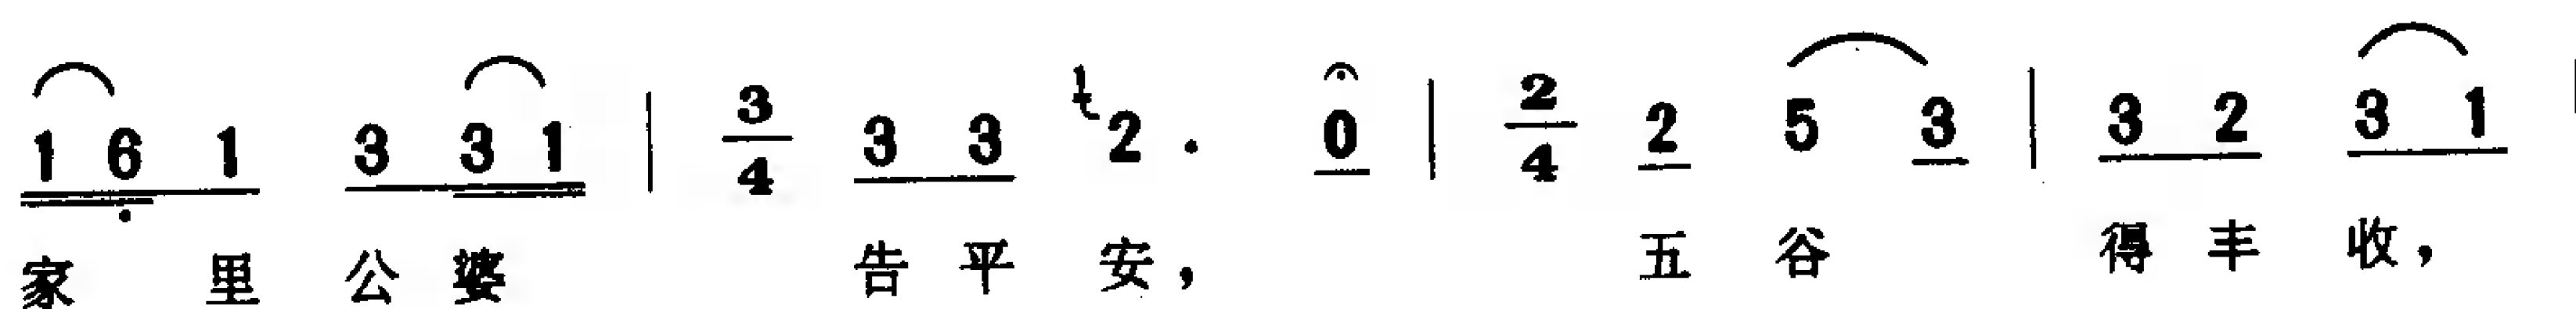 1 6 1 3 3 1 | 3/4 3 3 1 2 . 0 | 2/4 2 5 3 | 3 2 3 1
家 里 公 婆 告 平 安， 五 谷 得 丰 收，